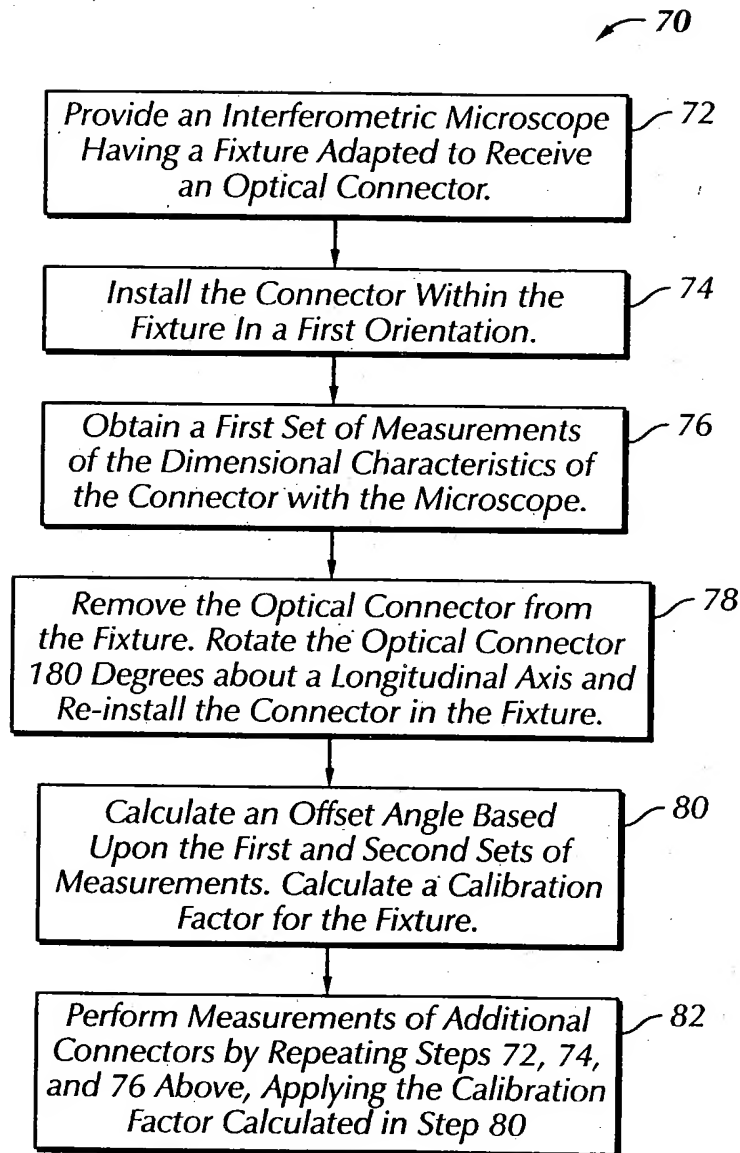 70
Provide an Interferometric Microscope
Having a Fixture Adapted to Receive
an Optical Connector.
72
Install the Connector Within the
Fixture In a First Orientation.
74
Obtain a First Set of Measurements
of the Dimensional Characteristics of
the Connector with the Microscope.
76
Remove the Optical Connector from
the Fixture. Rotate the Optical Connector
180 Degrees about a Longitudinal Axis and
Re-install the Connector in the Fixture.
78
Calculate an Offset Angle Based
Upon the First and Second Sets of
Measurements. Calculate a Calibration
Factor for the Fixture.
80
Perform Measurements of Additional
Connectors by Repeating Steps 72, 74,
and 76 Above, Applying the Calibration
Factor Calculated in Step 80
82